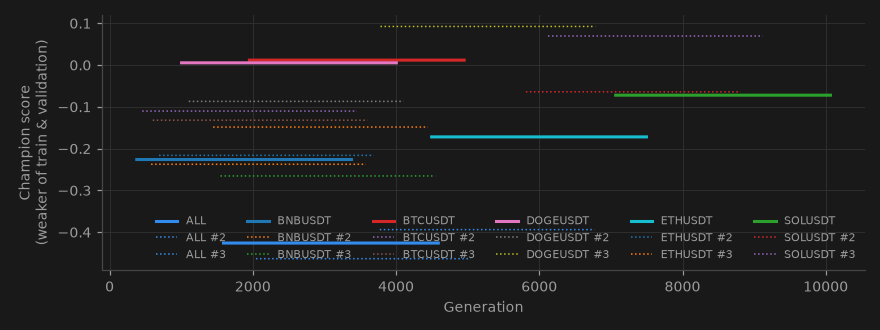 0.1
0.0
−0.1
−0.2
−0.3
−0.4
Champion score
(weaker of train & validation)
ALL BNBUSDT BTCUSDT DOGEUSDT ETHUSDT SOLUSDT
ALL #2 BNBUSDT #2 BTCUSDT #2 DOGEUSDT #2 ETHUSDT #2 SOLUSDT #2
ALL #3 BNBUSDT #3 BTCUSDT #3 DOGEUSDT #3 ETHUSDT #3 SOLUSDT #3
0 2000 4000 6000 8000 10000
Generation